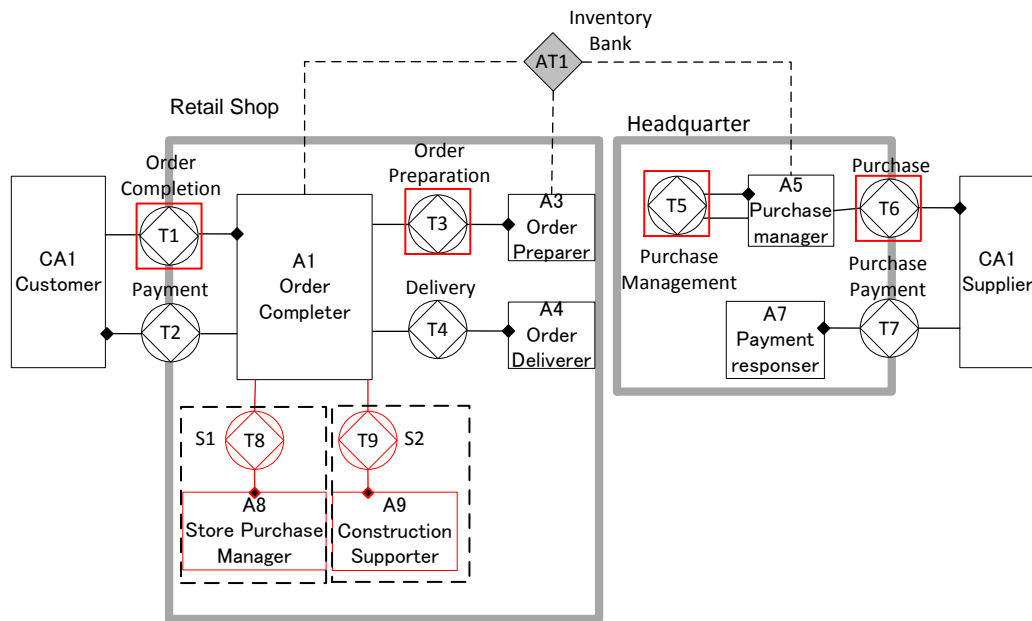 Inventory
Bank
AT1
Retail Shop
Headquarter
Order
Completion
Order
Preparation
Purchase
CA1
Customer
T1
A1
Order
Completer
T3
A3
Order
Preparer
T5
A5
Purchase
manager
T6
CA1
Supplier
Purchase
Management
Payment
T2
Delivery
T4
A4
Order
Deliverer
A7
Payment
responser
Purchase
Payment
T7
S1
T8
T9
S2
A8
Store Purchase
Manager
A9
Construction
Supporter